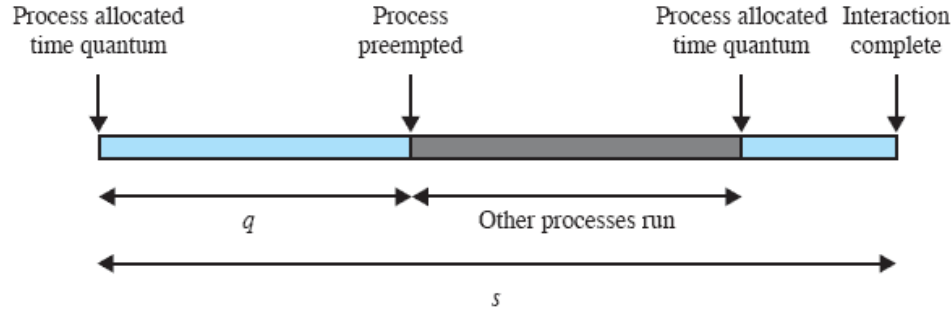 Process allocated
time quantum
Process
preempted
Process allocated
time quantum
Interaction
complete
q
Other processes run
s